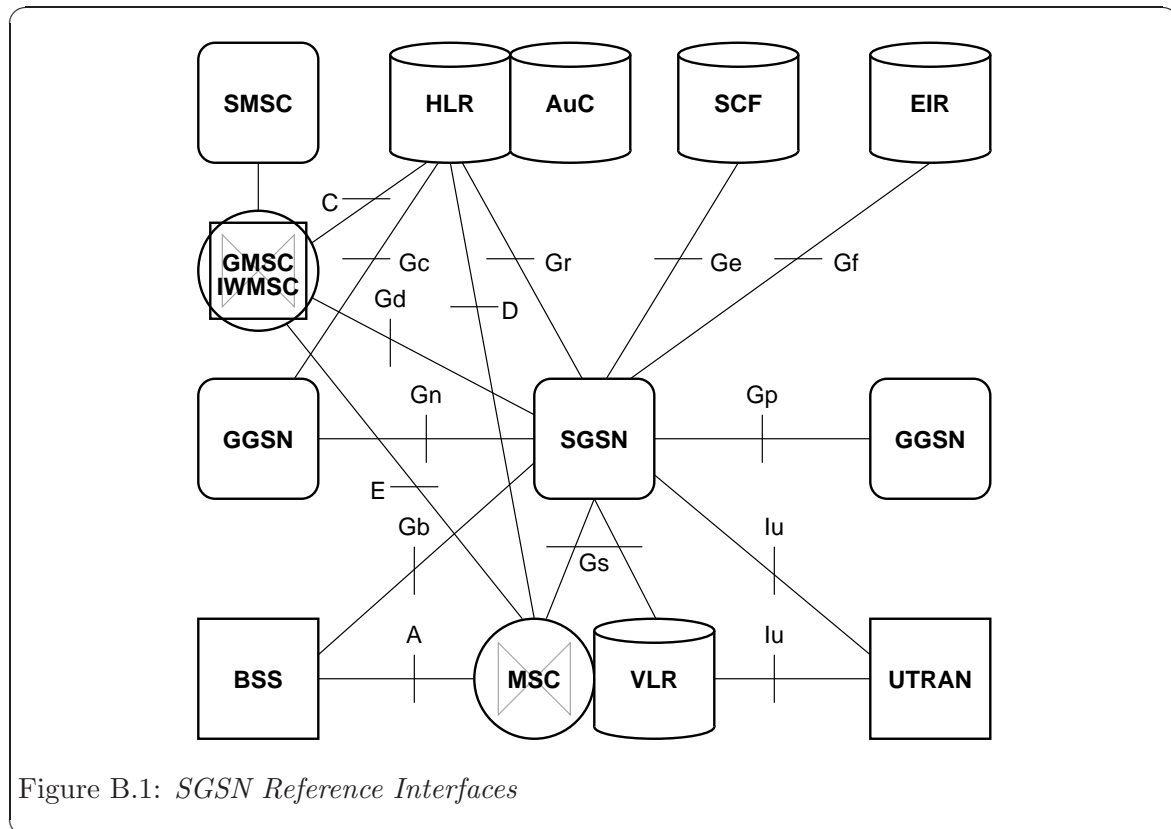 SMSC
HLR
AuC
SCF
EIR
C
GMSC
IWMSC
Gc
Gr
Ge
Gf
Gd
D
Gn
Gp
GGSN
SGSN
GGSN
E
Gb
Iu
Gs
A
Iu
BSS
MSC
VLR
UTRAN
Figure B.1: SGSN Reference Interfaces